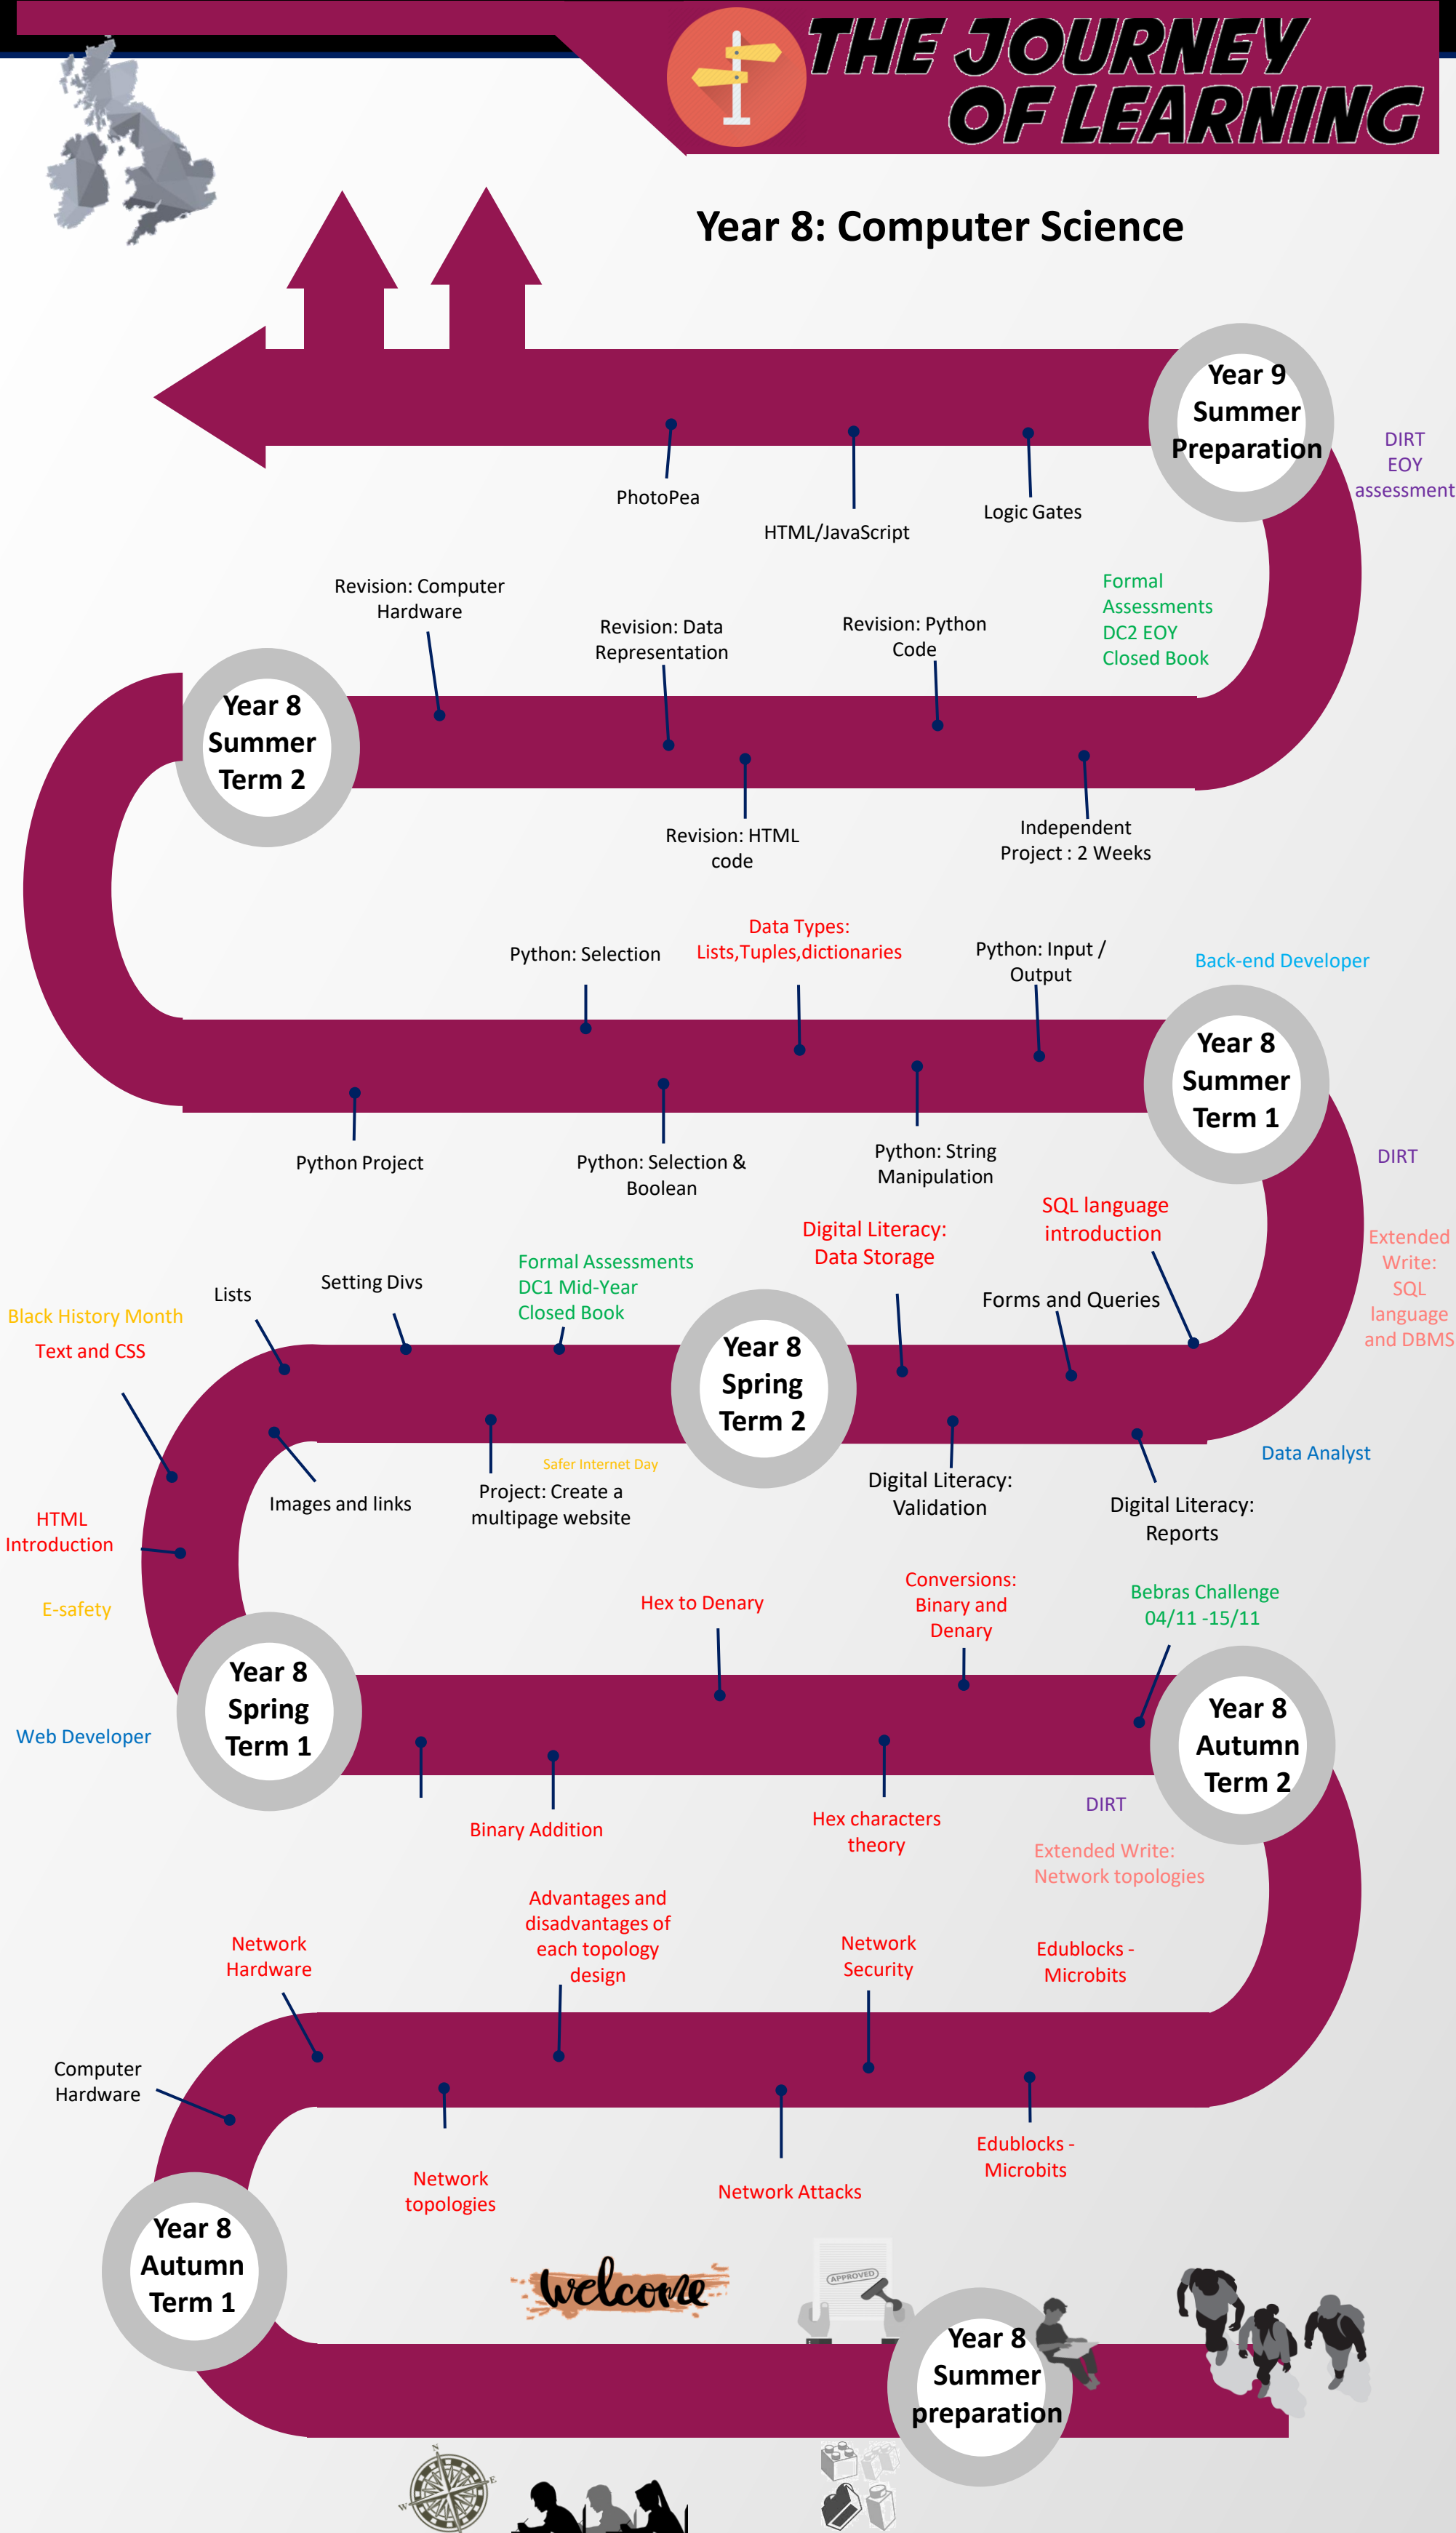 THE JOURNEY
OF LEARNING
Year 8: Computer Science
Year 9
Summer
Preparation
DIRT
EOY
assessment
PhotoPea
HTML/JavaScript
Logic Gates
Revision: Computer
Hardware
Revision: Data
Representation
Revision: Python
Code
Formal
Assessments
DC2 EOY
Closed Book
Year 8
Summer
Term 2
Revision: HTML
code
Independent
Project : 2 Weeks
Python: Selection
Data Types:
Lists,Tuples,dictionaries
Python: Input /
Output
Back-end Developer
Year 8
Summer
Term 1
Python Project
Python: Selection &
Boolean
Python: String
Manipulation
DIRT
SQL language
introduction
Digital Literacy:
Data Storage
Extended
Write:
SQL
language
and DBMS
Formal Assessments
DC1 Mid-Year
Closed Book
Setting Divs
Lists
Forms and Queries
Black History Month
Text and CSS
Year 8
Spring
Term 2
Data Analyst
Safer Internet Day
Images and links
Project: Create a
multipage website
Digital Literacy:
Validation
Digital Literacy:
Reports
HTML
Introduction
E-safety
Hex to Denary
Conversions:
Binary and
Denary
Bebras Challenge
04/11 -15/11
Year 8
Spring
Term 1
Web Developer
Year 8
Autumn
Term 2
Binary Addition
Hex characters
theory
DIRT
Extended Write:
Network topologies
Advantages and
disadvantages of
each topology
design
Network
Hardware
Network
Security
Edublocks -
Microbits
Computer
Hardware
Network
topologies
Network Attacks
Edublocks -
Microbits
Year 8
Autumn
Term 1
welcome
APPROVED
Year 8
Summer
preparation
N
E
W